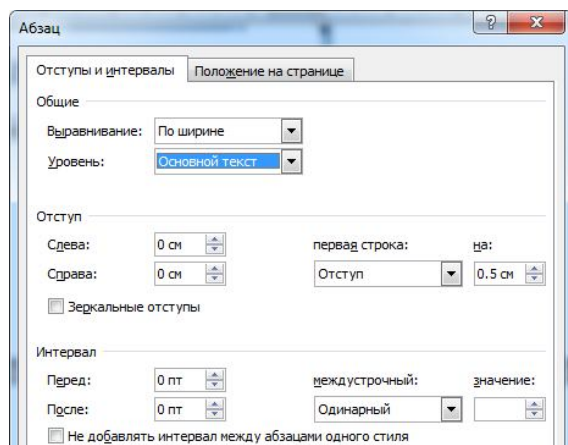 Абзац
Отступы и интервалы Положение на странице
Общие
Выравнивание: По ширине
Уровень: Основной текст
Отступ
Слева: 0 см первая строка: на:
Справа: 0 см Отступ 0.5 см
Зеркальные отступы
Интервал
Перед: 0 пт междустрочный: значение:
После: 0 пт Одинарный
Не добавлять интервал между абзацами одного стиля